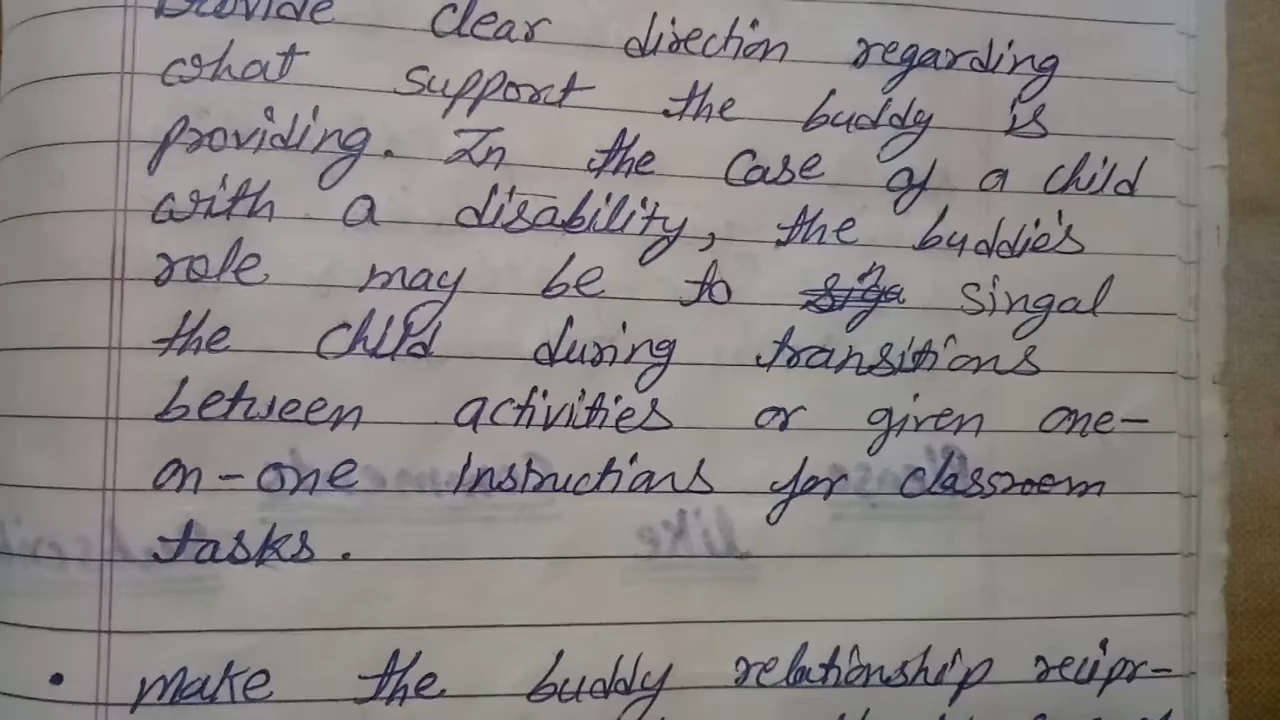 provide clear direction regarding
what support the buddy is
providing. In the case of a child
with a disability, the buddie's
role may be to singal
the child during transitions
between activities or given one-
on-one instructions for classroom
tasks.
• make the buddy relationship recipr-